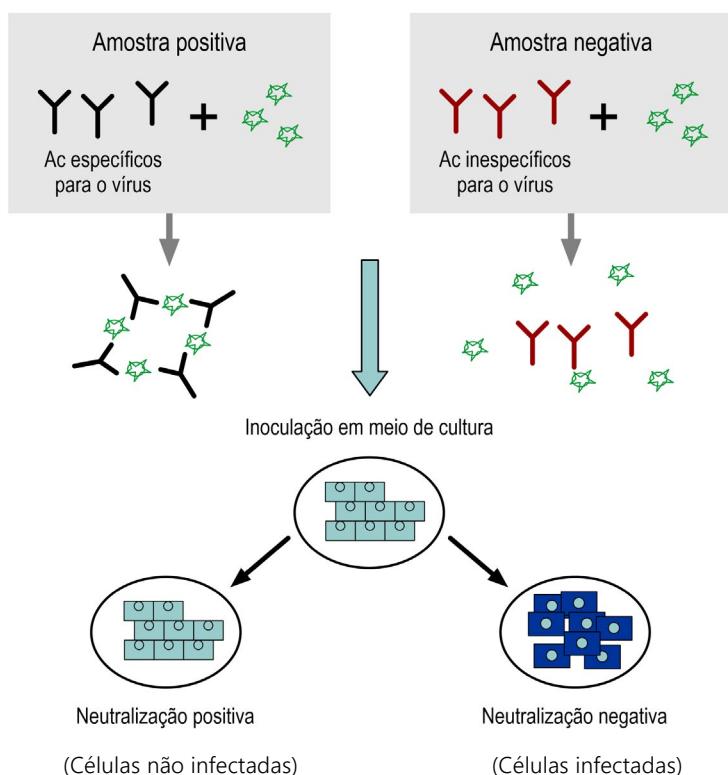 Amostra positiva
+
Ac específicos
para o vírus
Amostra negativa
+
Ac inespecíficos
para o vírus
Inoculação em meio de cultura
Neutralização positiva
(Células não infectadas)
Neutralização negativa
(Células infectadas)